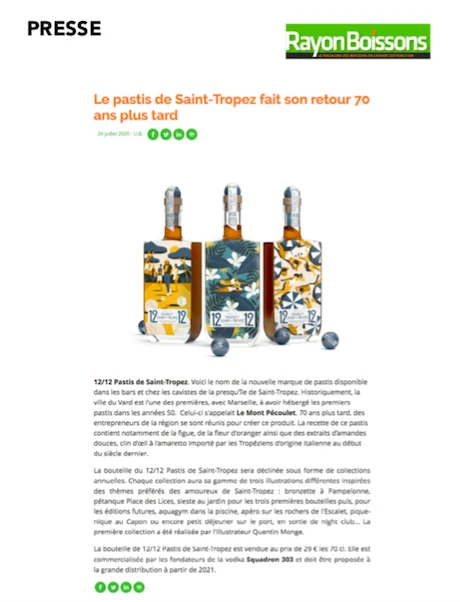 PRESSE
RayonBoissons
Le pastis de Saint-Tropez fait son retour 70
ans plus tard
24 juillet 2020 - U.B.
12 12
12 12
12 12
12/12 Pastis de Saint-Tropez. Voici le nom de la nouvelle marque de pastis disponible
dans les bars et chez les cavistes de la presqu'île de Saint-Tropez. Historiquement, la
ville du Vard est l'une des premières, avec Marseille, à avoir hébergé les premiers
pastis dans les années 50. Celui-ci s'appelait Le Mont Pécoulet. 70 ans plus tard, des
entrepreneurs de la région se sont réunis pour créer ce produit. La recette de ce pastis
contient notamment de la figue, de la fleur d'oranger ainsi que des extraits d'amandes
douces, clin d'œil à l'amaretto importé par les Tropéziens d'origine italienne au début
du siècle dernier.
La bouteille du 12/12 Pastis de Saint-Tropez sera déclinée sous forme de collections
annuelles. Chaque collection aura sa gamme de trois illustrations différentes inspirées
des thèmes préférés des amoureux de Saint-Tropez : bronzette à Pampelonne,
pétanque Place des Lices, sieste au jardin pour les trois premières bouteilles puis, pour
les éditions futures, aquagym dans la piscine, apéro sur les rochers de l'Escalet, pique-
nique au Capon ou encore petit déjeuner sur le port, en sortie de night club... La
première collection a été réalisée par l'illustrateur Quentin Monge.
La bouteille de 12/12 Pastis de Saint-Tropez est vendue au prix de 29 € les 70 cl. Elle est
commercialisée par les fondateurs de la vodka Squadron 303 et doit être proposée à
la grande distribution à partir de 2021.